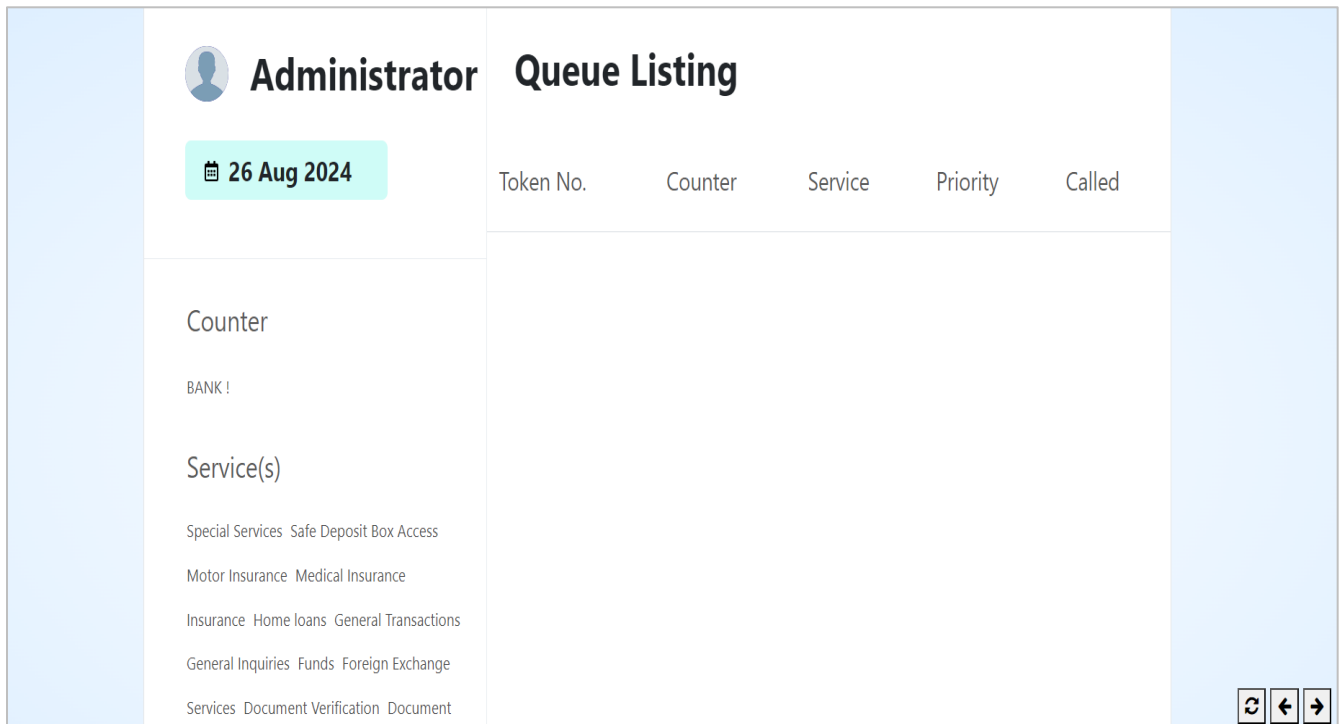 Administrator
26 Aug 2024
Counter
BANK !
Service(s)
Special Services Safe Deposit Box Access
Motor Insurance Medical Insurance
Insurance Home loans General Transactions
General Inquiries Funds Foreign Exchange
Services Document Verification Document
Queue Listing
Token No. Counter Service Priority Called